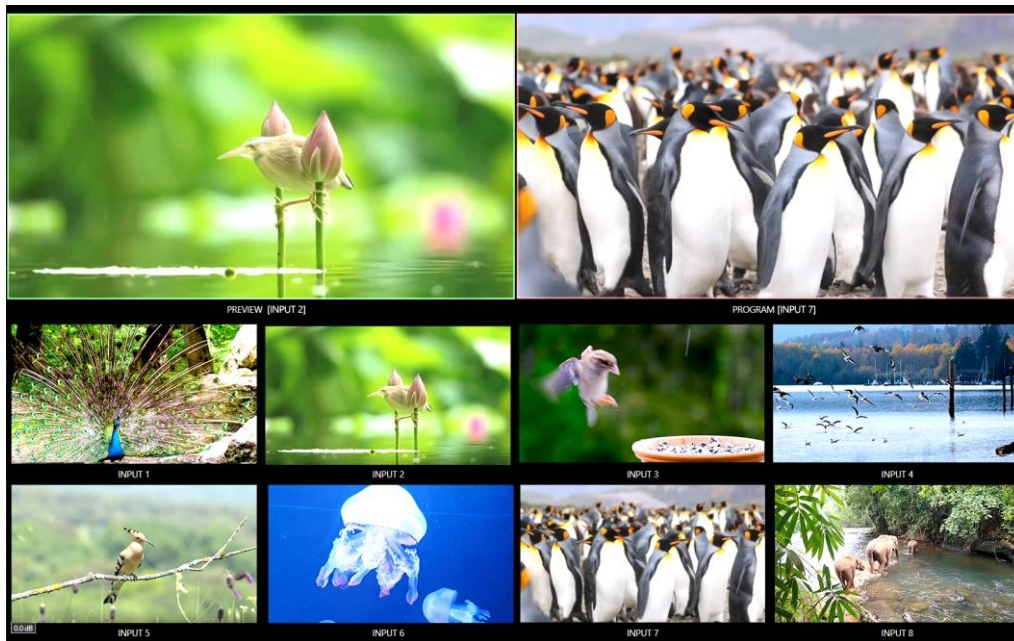 PREVIEW [INPUT 2]
PROGRAM [INPUT 7]
INPUT 1
INPUT 2
INPUT 3
INPUT 4
INPUT 5
INPUT 6
INPUT 7
INPUT 8
0.0 dB